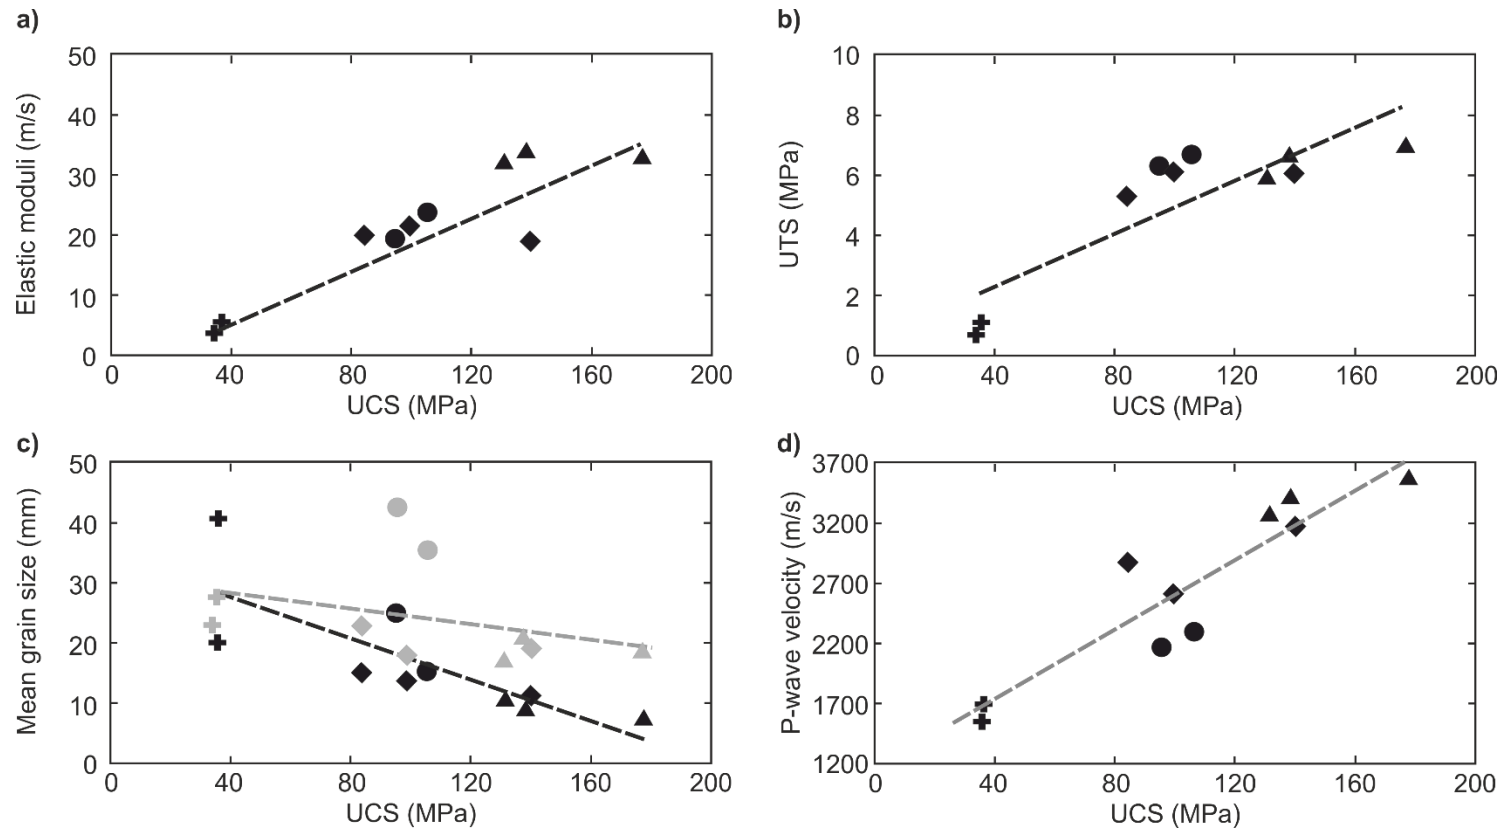 a)
50
40
30
20
10
0
Elastic moduli (m/s)
0 40 80 120 160 200
UCS (MPa)
b)
10
8
6
4
2
0
UTS (MPa)
0 40 80 120 160 200
UCS (MPa)
c)
50
40
30
20
10
0
Mean grain size (mm)
0 40 80 120 160 200
UCS (MPa)
d)
3700
3200
2700
2200
1700
1200
P-wave velocity (m/s)
0 40 80 120 160 200
UCS (MPa)